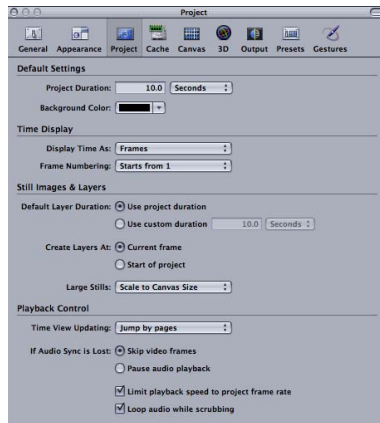 Project
General Appearance Project Cache Canvas 3D Output Presets Gestures
Default Settings
Project Duration: 10.0 Seconds
Background Color:
Time Display
Display Time As: Frames
Frame Numbering: Starts from 1
Still Images & Layers
Default Layer Duration: Use project duration
Use custom duration 10.0 Seconds
Create Layers At: Current frame
Start of project
Large Stills: Scale to Canvas Size
Playback Control
Time View Updating: Jump by pages
If Audio Sync is Lost: Skip video frames
Pause audio playback
Limit playback speed to project frame rate
Loop audio while scrubbing